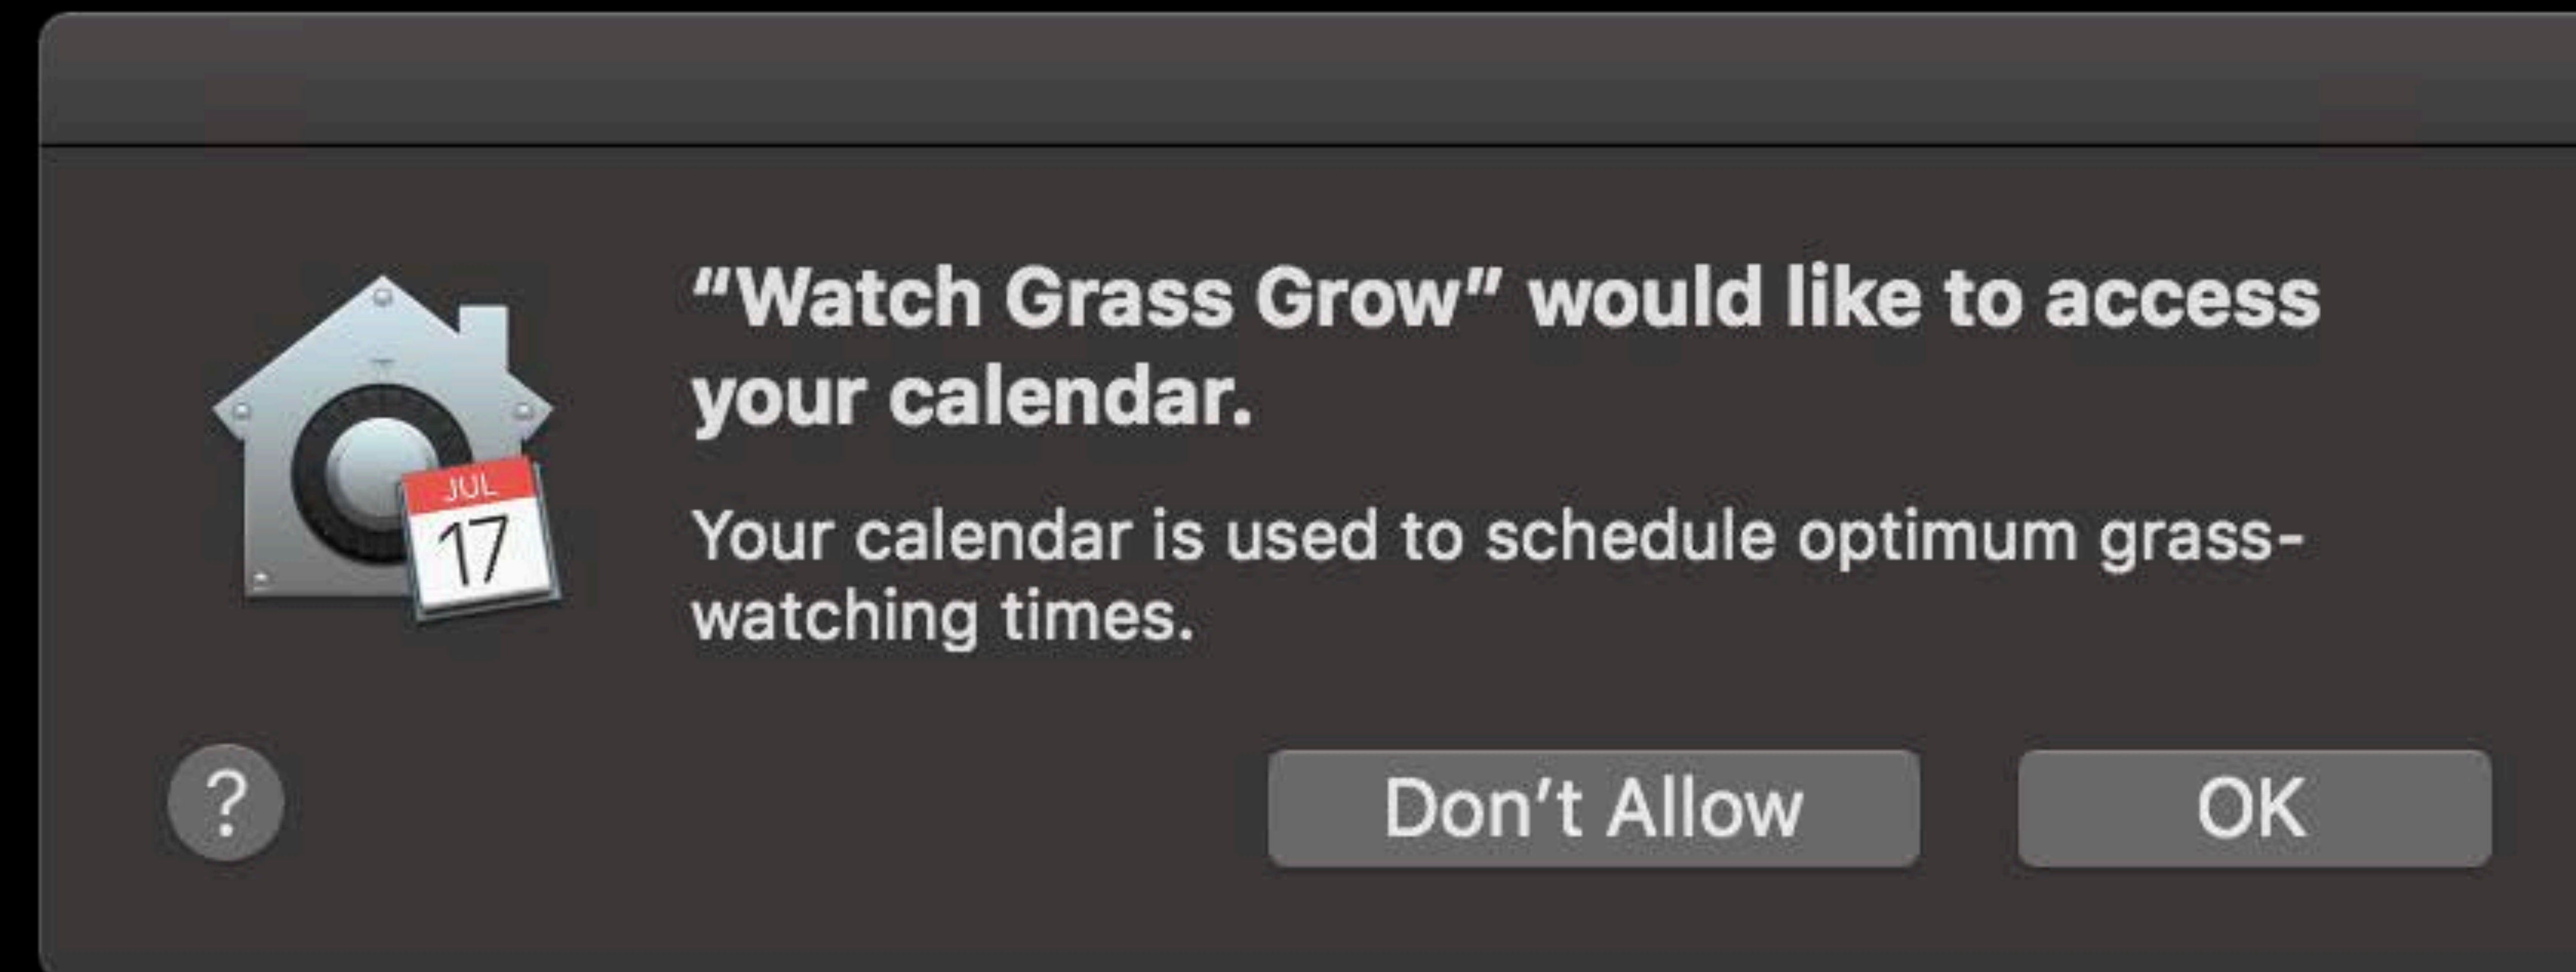 “Watch Grass Grow” would like to access
your calendar.
JUL
17
Your calendar is used to schedule optimum grass-
watching times.
?
Don’t Allow
OK